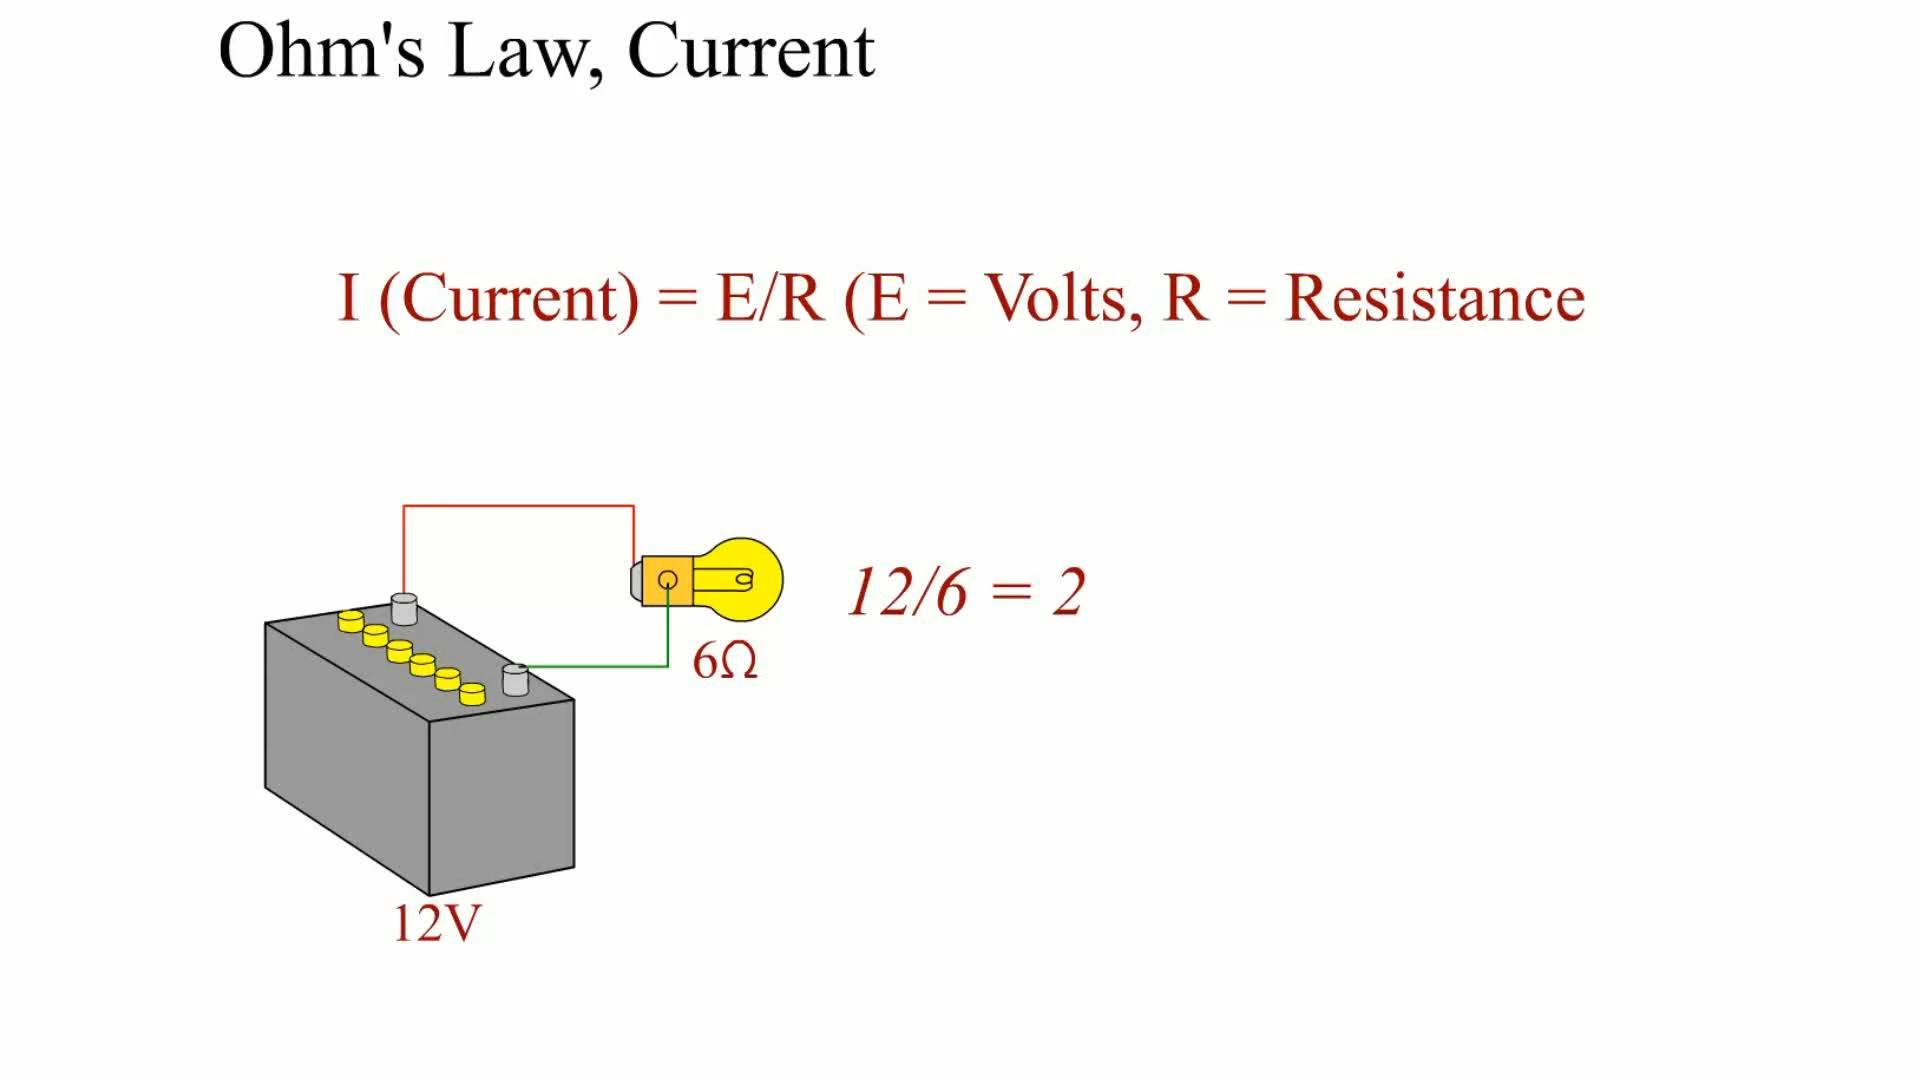 Ohm's Law, Current
I (Current) = E/R (E = Volts, R = Resistance
12/6 = 2
6Ω
12V